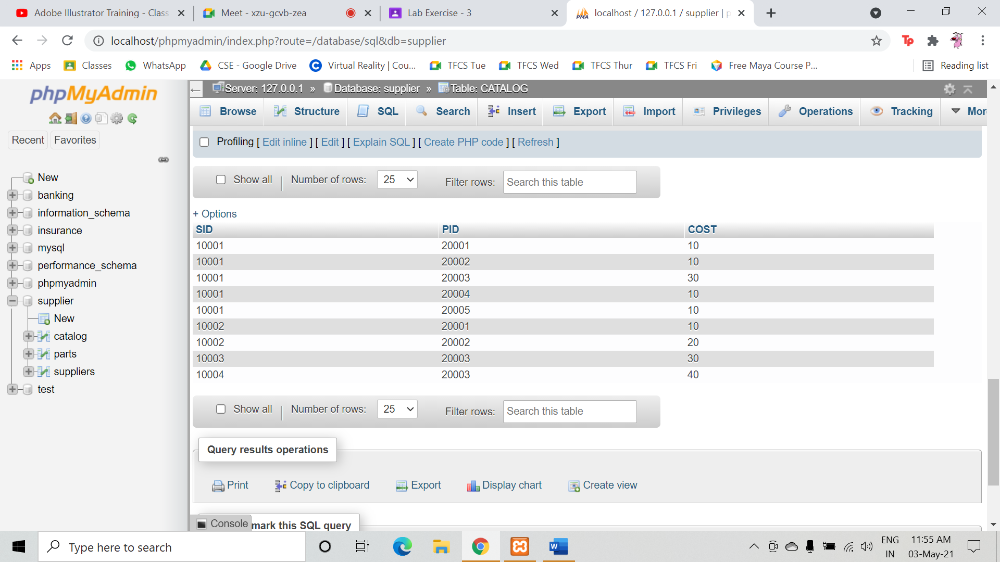 Adobe Illustrator Training - Class
Meet - xzu-gcvb-zea
Lab Exercise - 3
localhost / 127.0.0.1 / supplier | p
localhost/phpmyadmin/index.php?route=/database/sql&db=supplier
Tp
Apps
Classes
WhatsApp
CSE - Google Drive
Virtual Reality | Cou...
TFCS Tue
TFCS Wed
TFCS Thur
TFCS Fri
Free Maya Course P...
Reading list
phpMyAdmin
Recent
Favorites
New
banking
information_schema
insurance
mysql
performance_schema
phpmyadmin
supplier
New
catalog
parts
suppliers
test
Server: 127.0.0.1 » Database: supplier » Table: CATALOG
Browse
Structure
SQL
Search
Insert
Export
Import
Privileges
Operations
Tracking
Mor
Profiling [ Edit inline ] [ Edit ] [ Explain SQL ] [ Create PHP code ] [ Refresh ]
Show all | Number of rows: 25 Filter rows: Search this table
+ Options
SID PID COST
10001 20001 10
10001 20002 10
10001 20003 30
10001 20004 10
10001 20005 10
10002 20001 10
10002 20002 20
10003 20003 30
10004 20003 40
Show all | Number of rows: 25 Filter rows: Search this table
Query results operations
Print
Copy to clipboard
Export
Display chart
Create view
Console
mark this SQL query
Type here to search
ENG
IN
11:55 AM
03-May-21